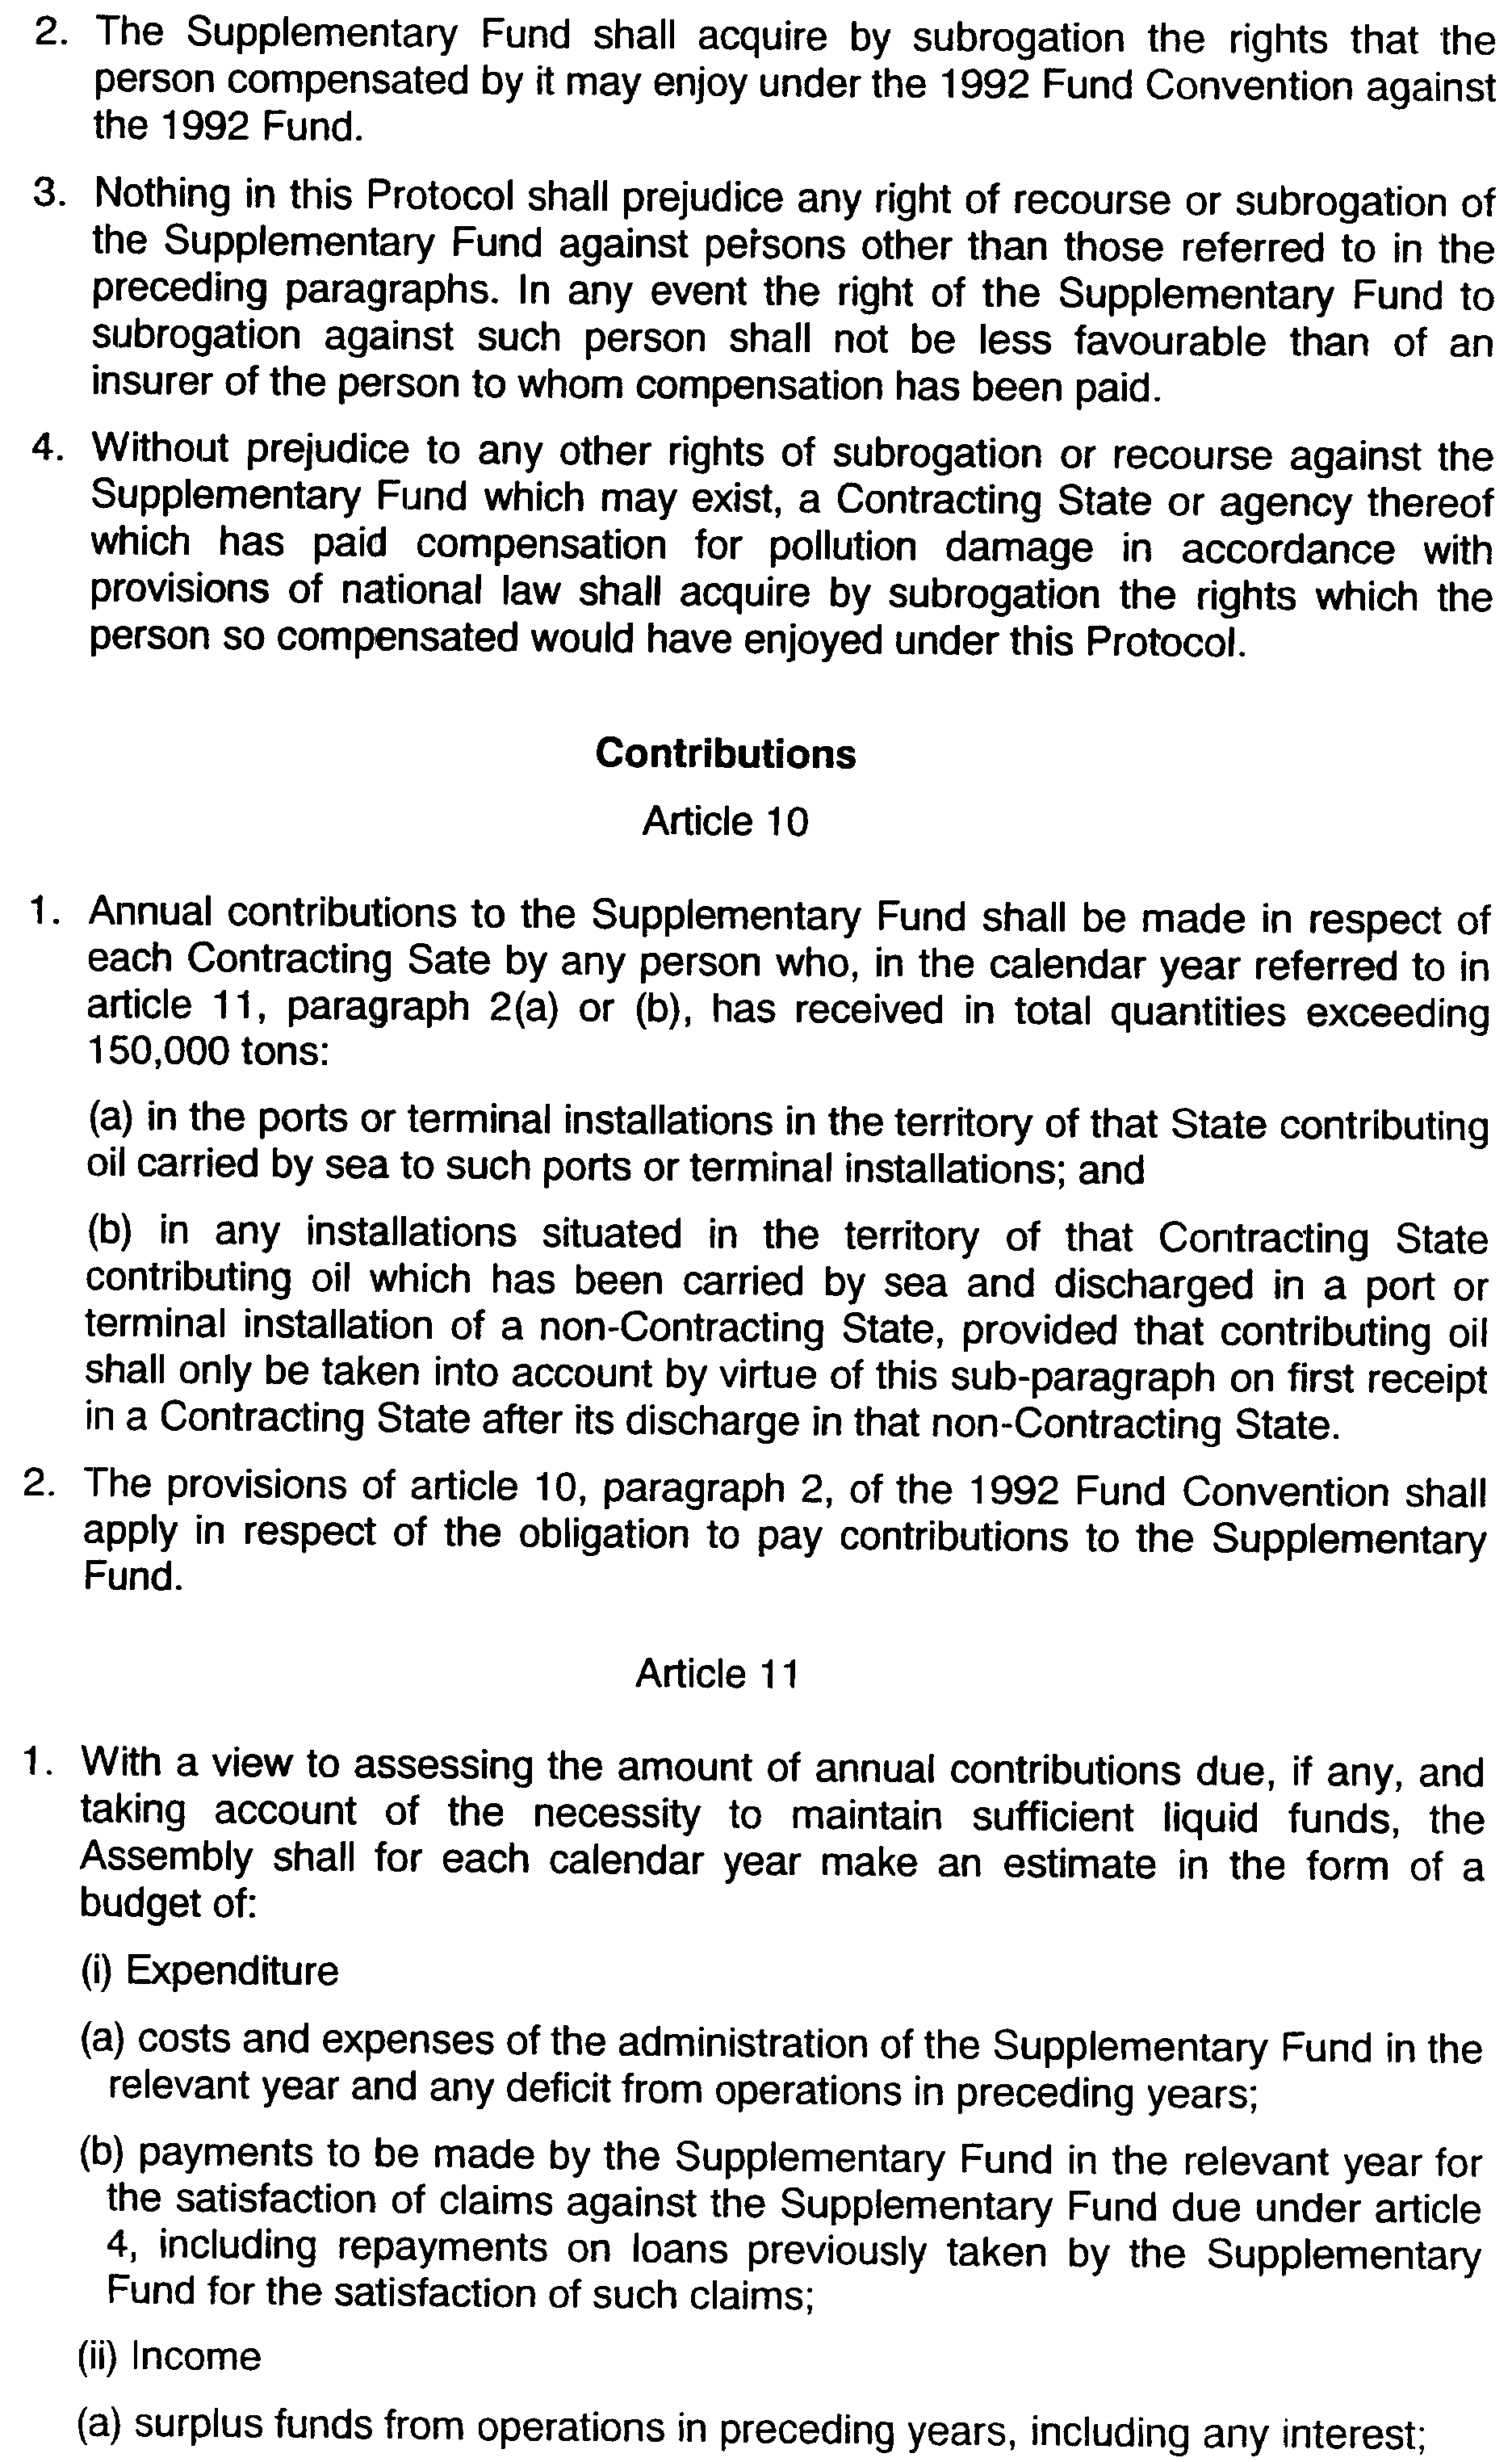 2. The Supplementary Fund shall acquire by subrogation the rights that the
person compensated by it may enjoy under the 1992 Fund Convention against
the 1992 Fund.
3. Nothing in this Protocol shall prejudice any right of recourse or subrogation of
the Supplementary Fund against persons other than those referred to in the
preceding paragraphs. In any event the right of the Supplementary Fund to
subrogation against such person shall not be less favourable than of an
insurer of the person to whom compensation has been paid.
4. Without prejudice to any other rights of subrogation or recourse against the
Supplementary Fund which may exist, a Contracting State or agency thereof
which has paid compensation for pollution damage in accordance with
provisions of national law shall acquire by subrogation the rights which the
person so compensated would have enjoyed under this Protocol.
Contributions
Article 10
1. Annual contributions to the Supplementary Fund shall be made in respect of
each Contracting Sate by any person who, in the calendar year referred to in
article 11, paragraph 2(a) or (b), has received in total quantities exceeding
150,000 tons:
(a) in the ports or terminal installations in the territory of that State contributing
oil carried by sea to such ports or terminal installations; and
(b) in any installations situated in the territory of that Contracting State
contributing oil which has been carried by sea and discharged in a port or
terminal installation of a non-Contracting State, provided that contributing oil
shall only be taken into account by virtue of this sub-paragraph on first receipt
in a Contracting State after its discharge in that non-Contracting State.
2. The provisions of article 10, paragraph 2, of the 1992 Fund Convention shall
apply in respect of the obligation to pay contributions to the Supplementary
Fund.
Article 11
1. With a view to assessing the amount of annual contributions due, if any, and
taking account of the necessity to maintain sufficient liquid funds, the
Assembly shall for each calendar year make an estimate in the form of a
budget of:
(i) Expenditure
(a) costs and expenses of the administration of the Supplementary Fund in the
relevant year and any deficit from operations in preceding years;
(b) payments to be made by the Supplementary Fund in the relevant year for
the satisfaction of claims against the Supplementary Fund due under article
4, including repayments on loans previously taken by the Supplementary
Fund for the satisfaction of such claims;
(ii) Income
(a) surplus funds from operations in preceding years, including any interest;